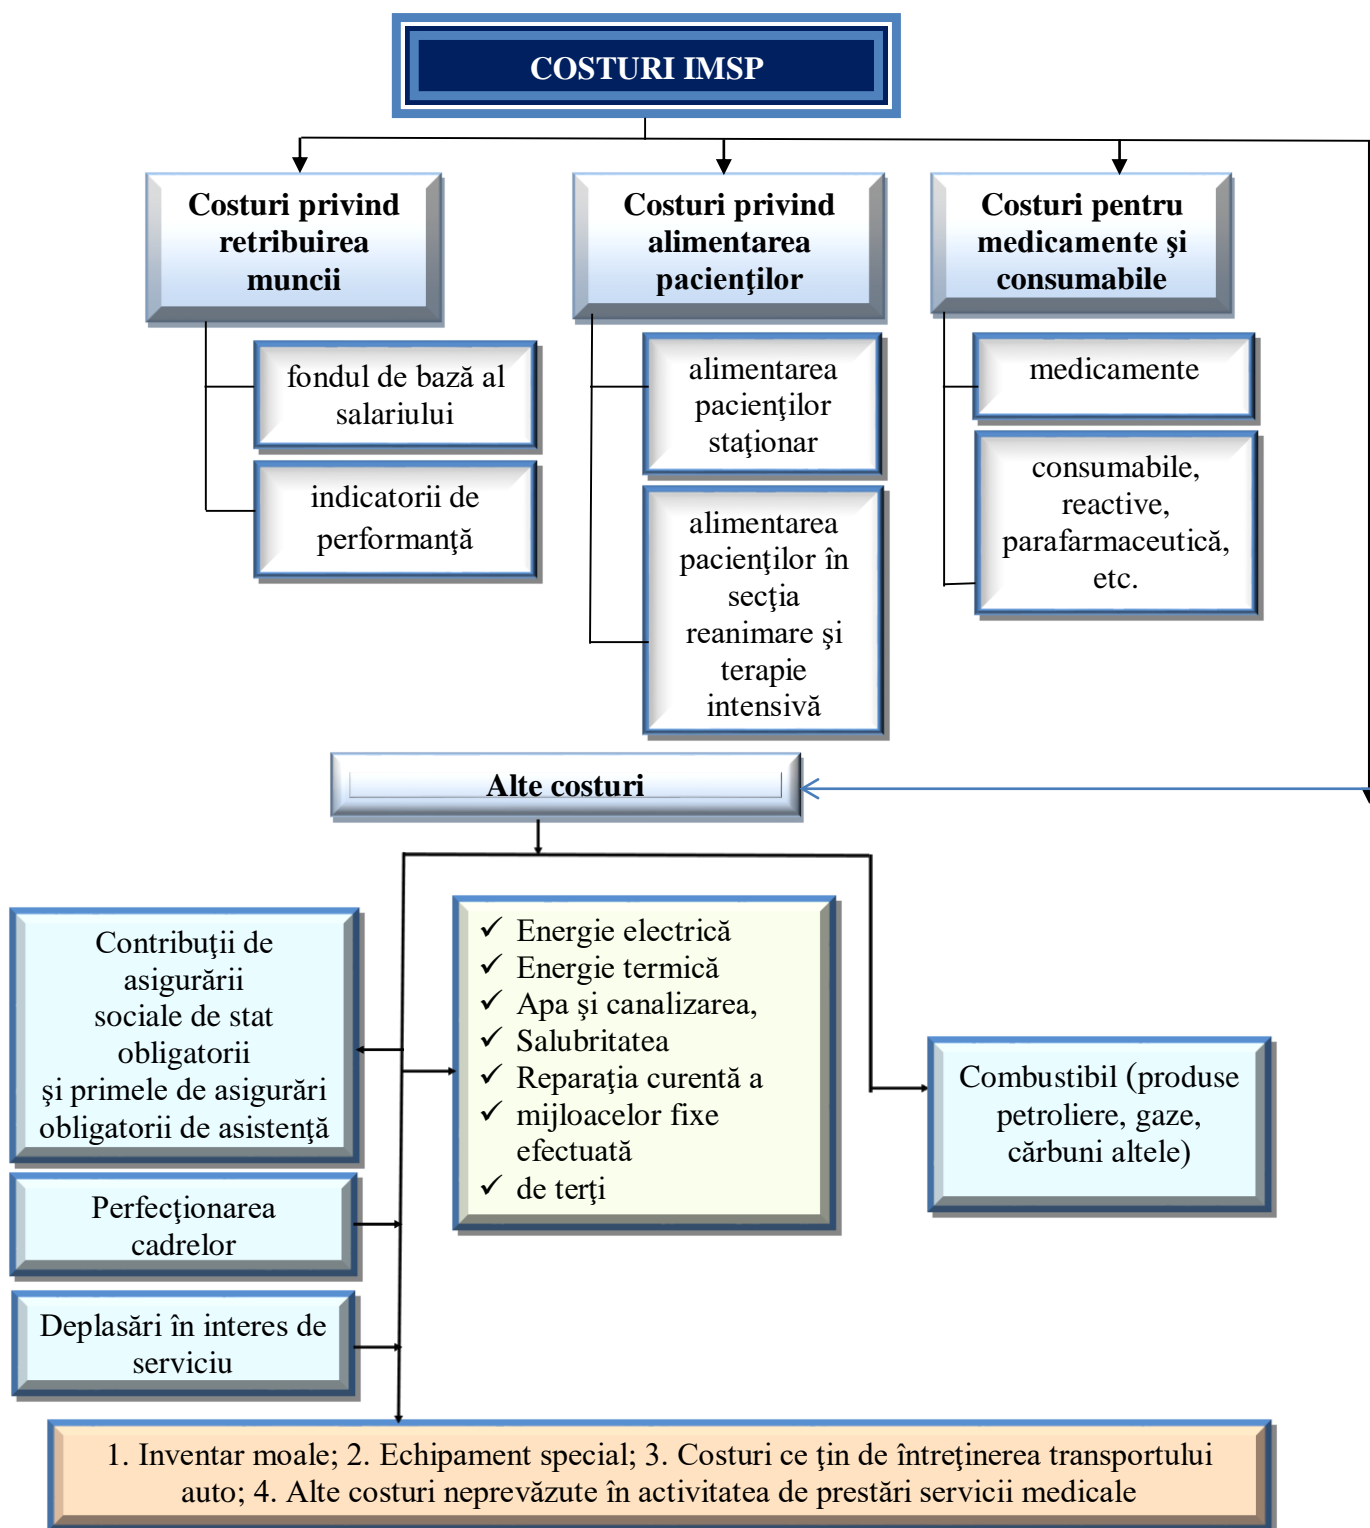 COSTURI IMSP
Costuri privind
retribuirea
muncii
Costuri privind
alimentarea
pacienţilor
Costuri pentru
medicamente şi
consumabile
fondul de bază al
salariului
indicatorii de
performanţă
alimentarea
pacienţilor
staţionar
alimentarea
pacienţilor în
secţia
reanimare şi
terapie
intensivă
medicamente
consumabile,
reactive,
parafarmaceutică,
etc.
Alte costuri
Contribuţii de
asigurării
sociale de stat
obligatorii
şi primele de asigurări
obligatorii de asistenţă
Perfecţionarea
cadrelor
Deplasări în interes de
serviciu
✓ Energie electrică
✓ Energie termică
✓ Apa şi canalizarea,
✓ Salubritatea
✓ Reparaţia curentă a
✓ mijloacelor fixe
efectuată
✓ de terţi
Combustibil (produse
petroliere, gaze,
cărbuni altele)
1. Inventar moale; 2. Echipament special; 3. Costuri ce ţin de întreţinerea transportului
auto; 4. Alte costuri neprevăzute în activitatea de prestări servicii medicale